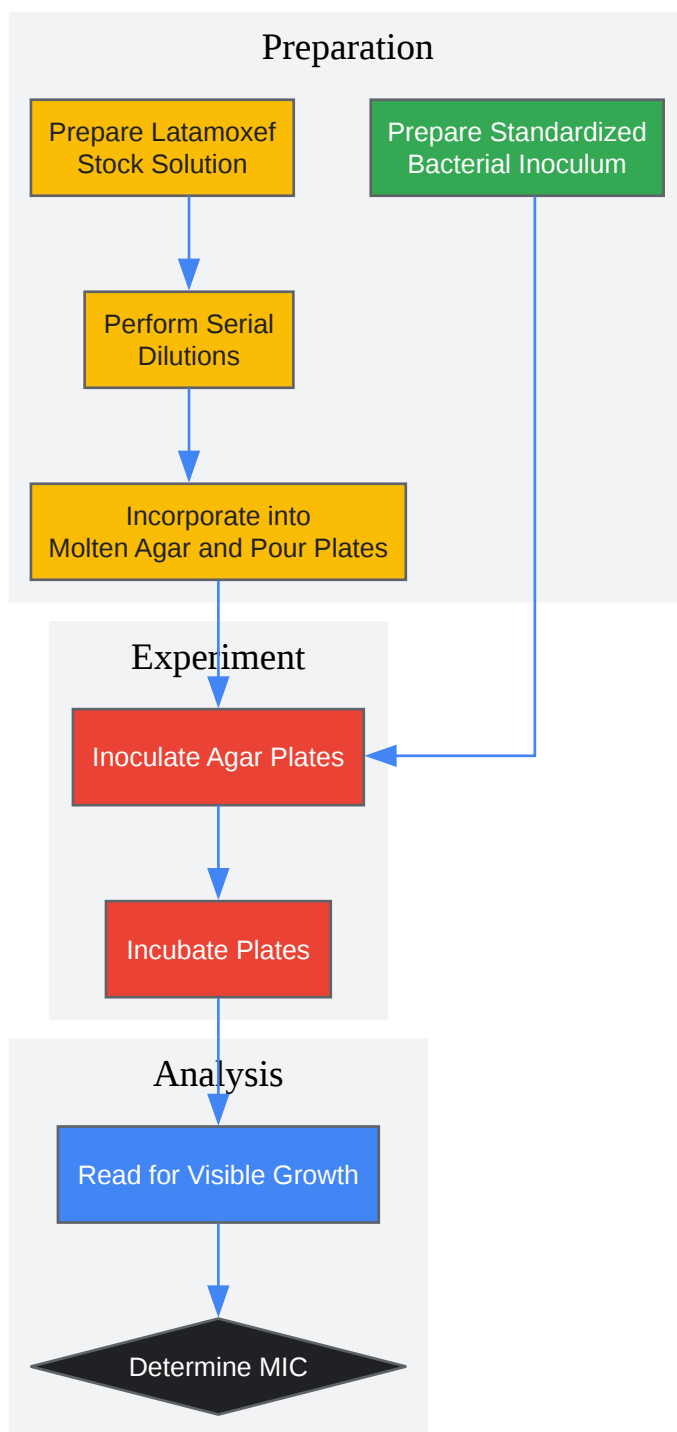 Preparation
Prepare Latamoxef
Stock Solution
Prepare Standardized
Bacterial Inoculum
Perform Serial
Dilutions
Incorporate into
Molten Agar and Pour Plates
Experiment
Inoculate Agar Plates
Incubate Plates
Analysis
Read for Visible Growth
Determine MIC